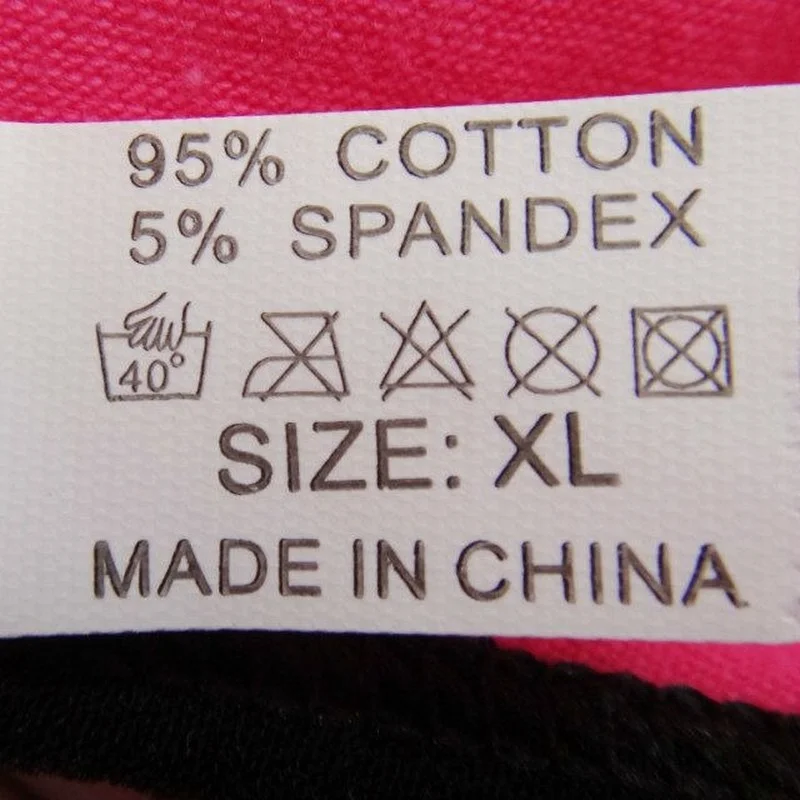 95% COTTON
5% SPANDEX
40°
SIZE: XL
MADE IN CHINA